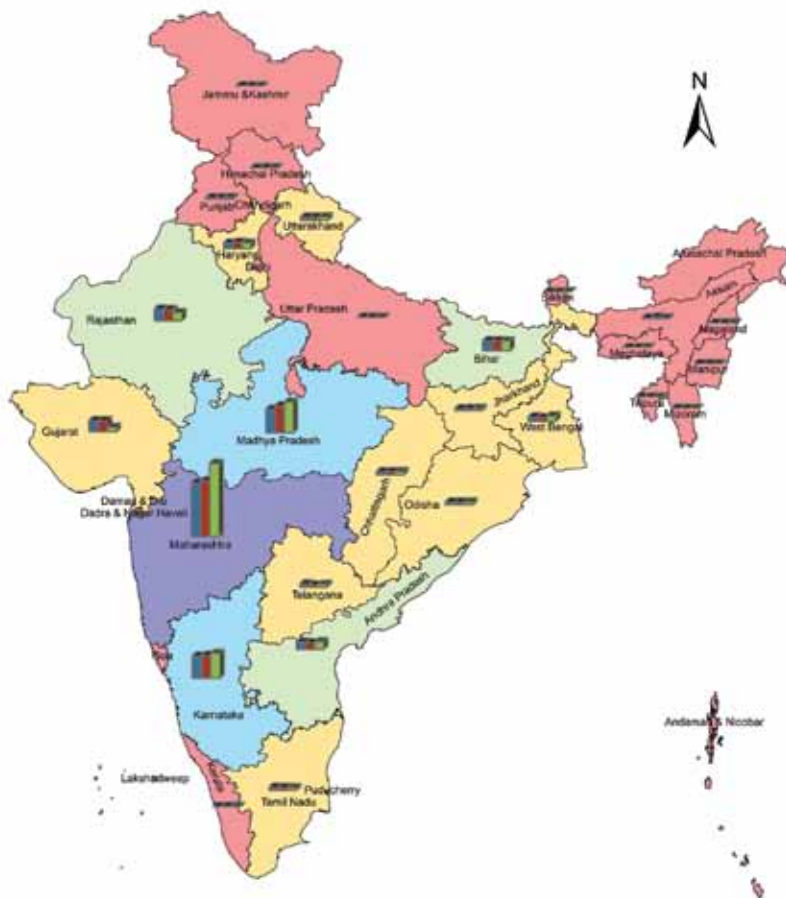 N
Jammu &Kashmir
Himachal Pradesh
Punjab
Chandigarh
Uttarakhand
Haryana
Delhi
Arunachal Pradesh
Rajasthan
Uttar Pradesh
Sikkim
Assam
Nagaland
Bihar
Meghalaya
Manipur
Jharkhand
Tripura
Mizoram
Gujarat
Madhya Pradesh
West Bengal
Chhattisgarh
Odisha
Daman & Diu
Dadra & Nagar Haveli
Maharashtra
Telangana
Andhra Pradesh
Goa
Karnataka
Andaman & Nicobar
Lakshadweep
Kerala
Puducherry
Tamil Nadu